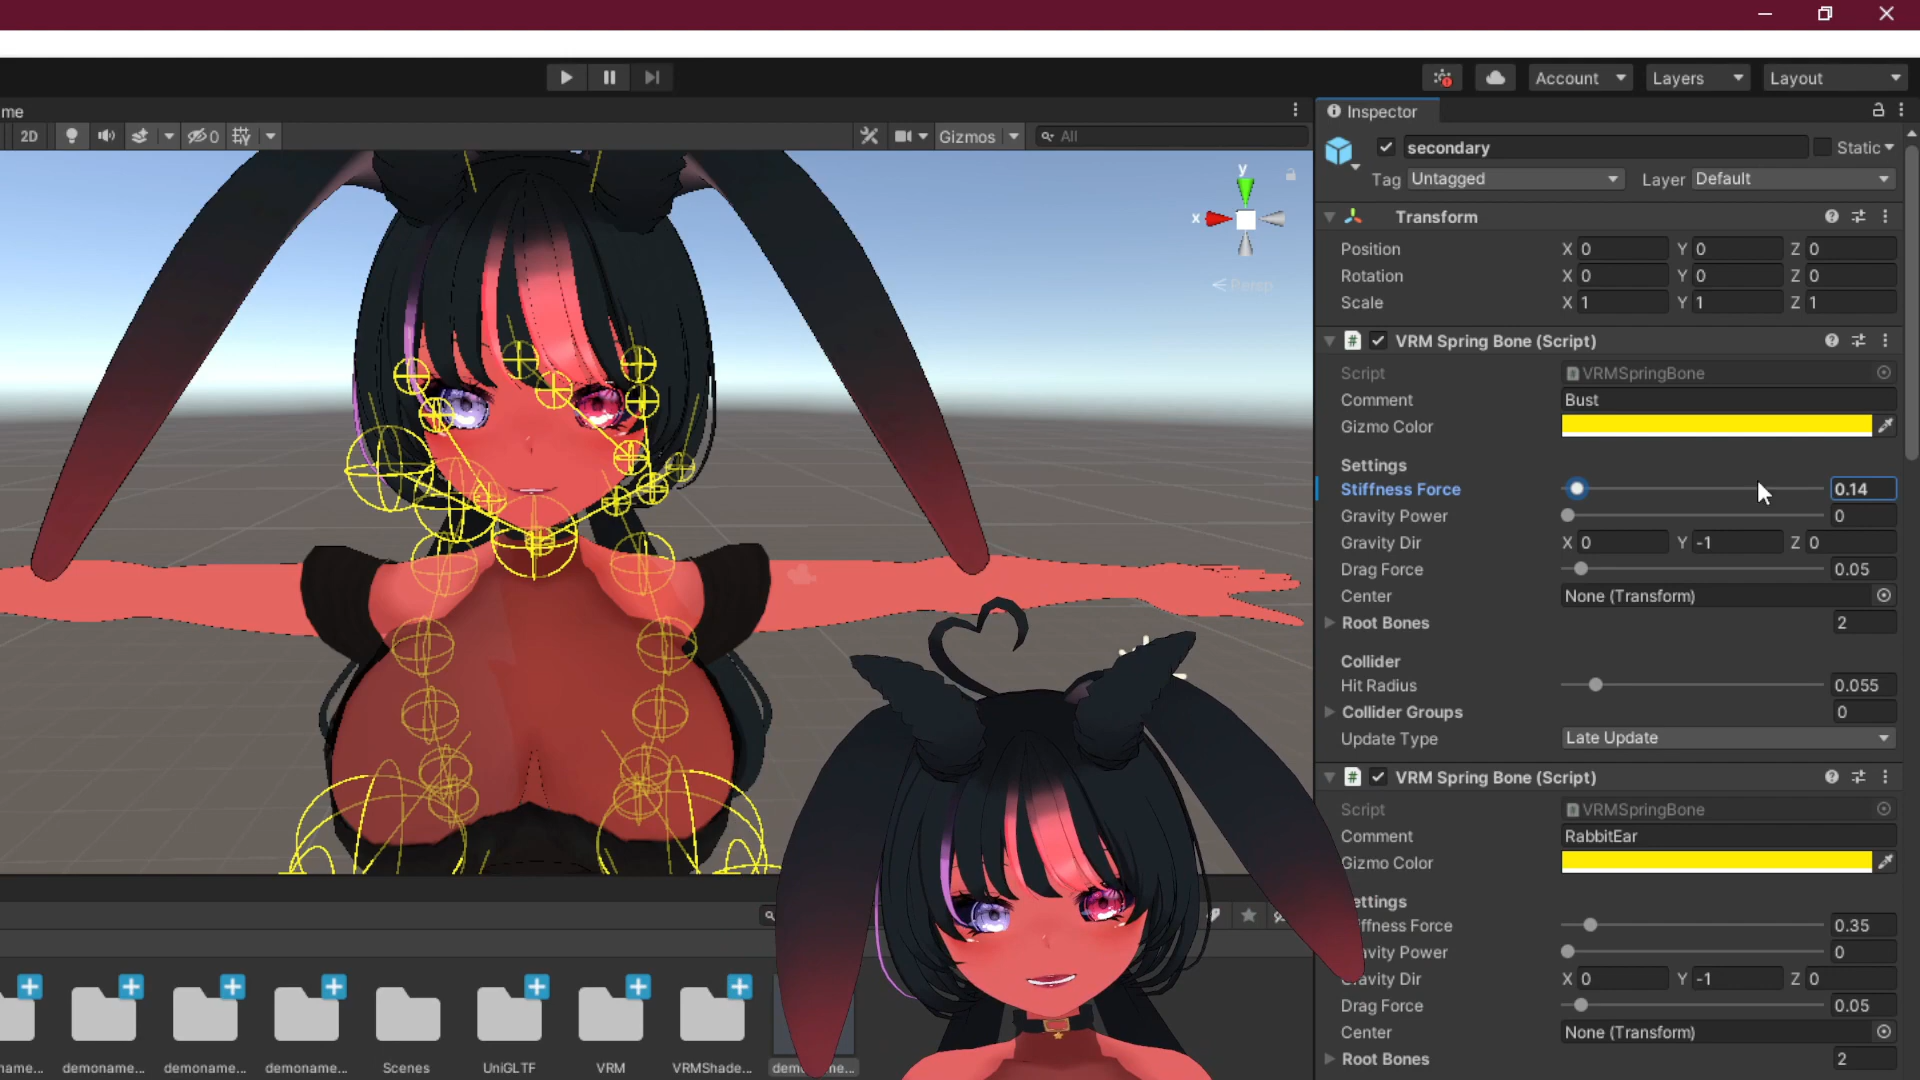 Account
Layers
Layout
me
Inspector
2D
0
Gizmos
All
secondary
Static
Tag Untagged
Layer Default
Transform
Position X 0 Y 0 Z 0
Rotation X 0 Y 0 Z 0
Scale X 1 Y 1 Z 1
y
x
Persp
VRM Spring Bone (Script)
Script VRMSpringBone
Comment Bust
Gizmo Color
Settings
Stiffness Force 0.14
Gravity Power 0
Gravity Dir X 0 Y -1 Z 0
Drag Force 0.05
Center None (Transform)
Root Bones 2
Collider
Hit Radius 0.055
Collider Groups 0
Update Type Late Update
VRM Spring Bone (Script)
Script VRMSpringBone
Comment RabbitEar
Gizmo Color
ettings
iffness Force 0.35
avity Power 0
avity Dir X 0 Y -1 Z 0
Drag Force 0.05
Center None (Transform)
Root Bones 2
name...
demoname...
demoname...
demoname...
Scenes
UniGLTF
VRM
VRMShade...